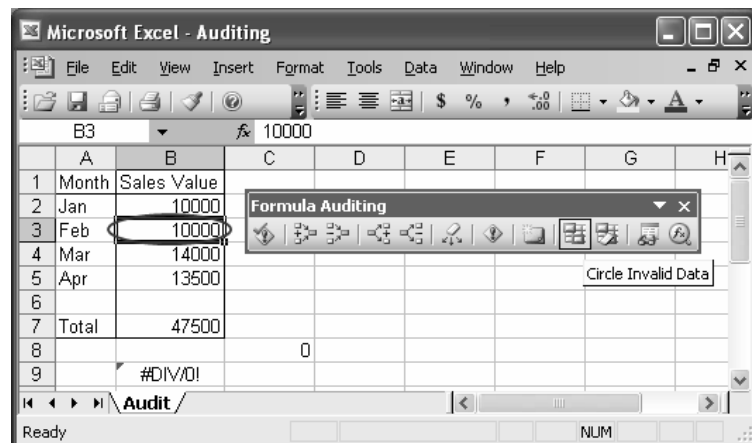 Microsoft Excel - Auditing
File Edit View Insert Format Tools Data Window Help
$ % , .00
B3 fx 10000
A B C D E F G H
1 Month Sales Value
2 Jan 10000
Formula Auditing
3 Feb 10000
4 Mar 14000
5 Apr 13500
Circle Invalid Data
6
7 Total 47500
8 0
9 #DIV/0!
Audit
Ready NUM